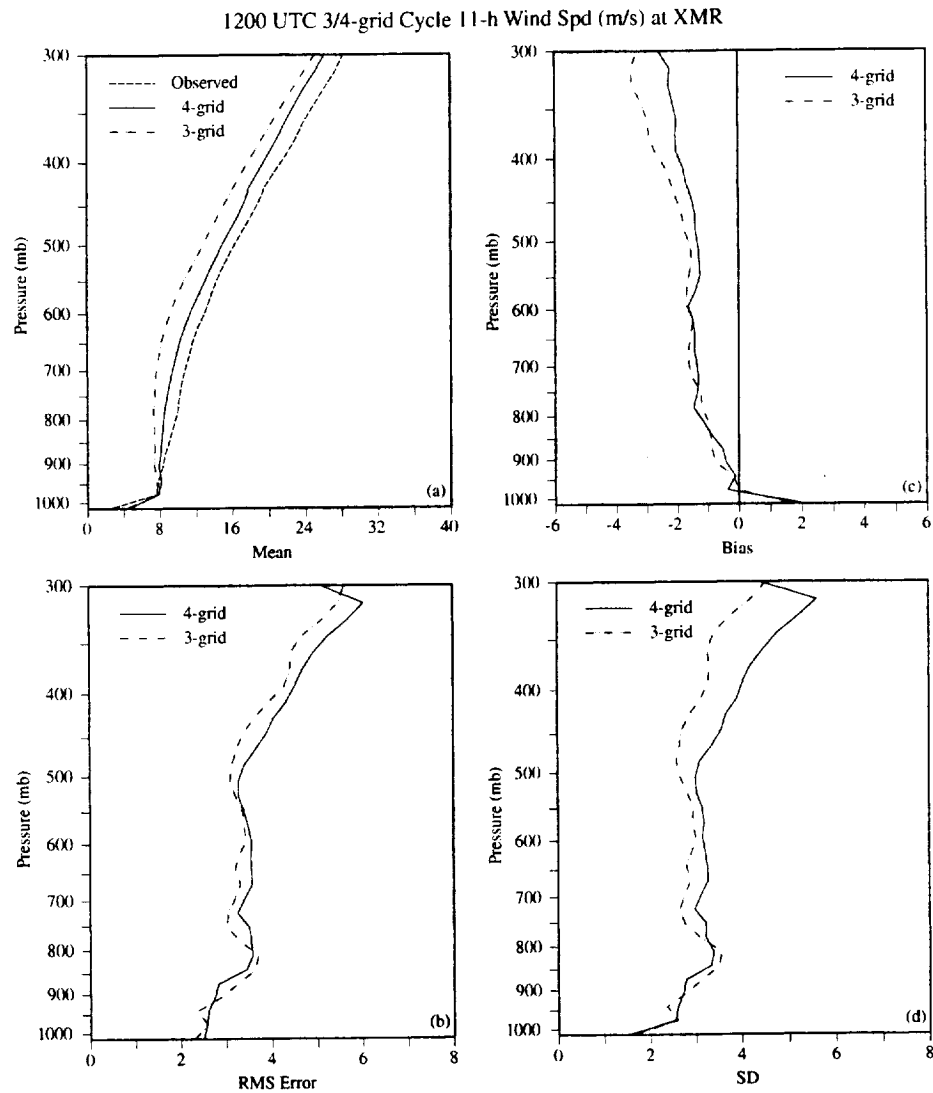 1200 UTC 3/4-grid Cycle 11-h Wind Spd (m/s) at XMR
300
400
500
600
700
800
900
1000
Pressure (mb)
Observed
4-grid
3-grid
(a)
0 8 16 24 32 40
Mean
300
400
500
600
700
800
900
1000
Pressure (mb)
4-grid
3-grid
(c)
-6 -4 -2 0 2 4 6
Bias
300
400
500
600
700
800
900
1000
Pressure (mb)
4-grid
3-grid
(b)
0 2 4 6 8
RMS Error
300
400
500
600
700
800
900
1000
Pressure (mb)
4-grid
3-grid
(d)
0 2 4 6 8
SD